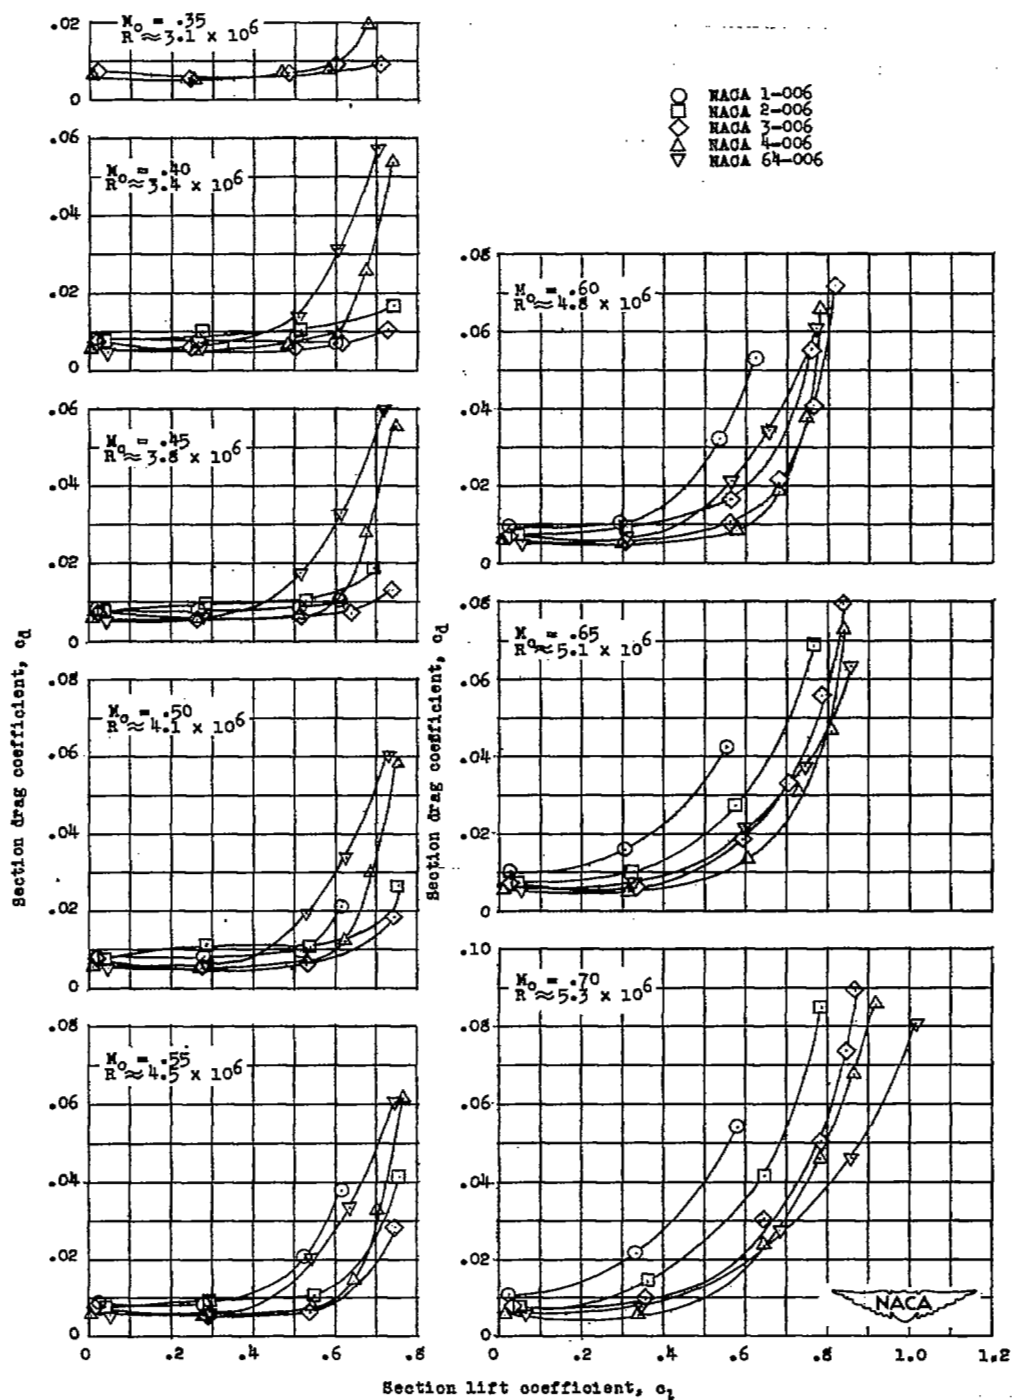 M₀ = .35
R ≈ 3.1 x 10⁶
.02
0
NACA 1-006
NACA 2-006
NACA 3-006
NACA 4-006
NACA 64-006
.06
.04
.02
0
M₀ = .40
R ≈ 3.4 x 10⁶
.06
.04
.02
0
M₀ = .45
R ≈ 3.8 x 10⁶
.08
.06
.04
.02
0
M₀ = .50
R ≈ 4.1 x 10⁶
.08
.06
.04
.02
0
M₀ = .55
R ≈ 4.5 x 10⁶
0 .2 .4 .6 .8
Section drag coefficient, c_d
.08
.06
.04
.02
0
M₀ = .60
R ≈ 4.8 x 10⁶
.08
.06
.04
.02
0
M₀ = .65
R ≈ 5.1 x 10⁶
.10
.08
.06
.04
.02
0
M₀ = .70
R ≈ 5.3 x 10⁶
NACA
0 .2 .4 .6 .8 1.0 1.2
Section drag coefficient, c_d
Section lift coefficient, c_l